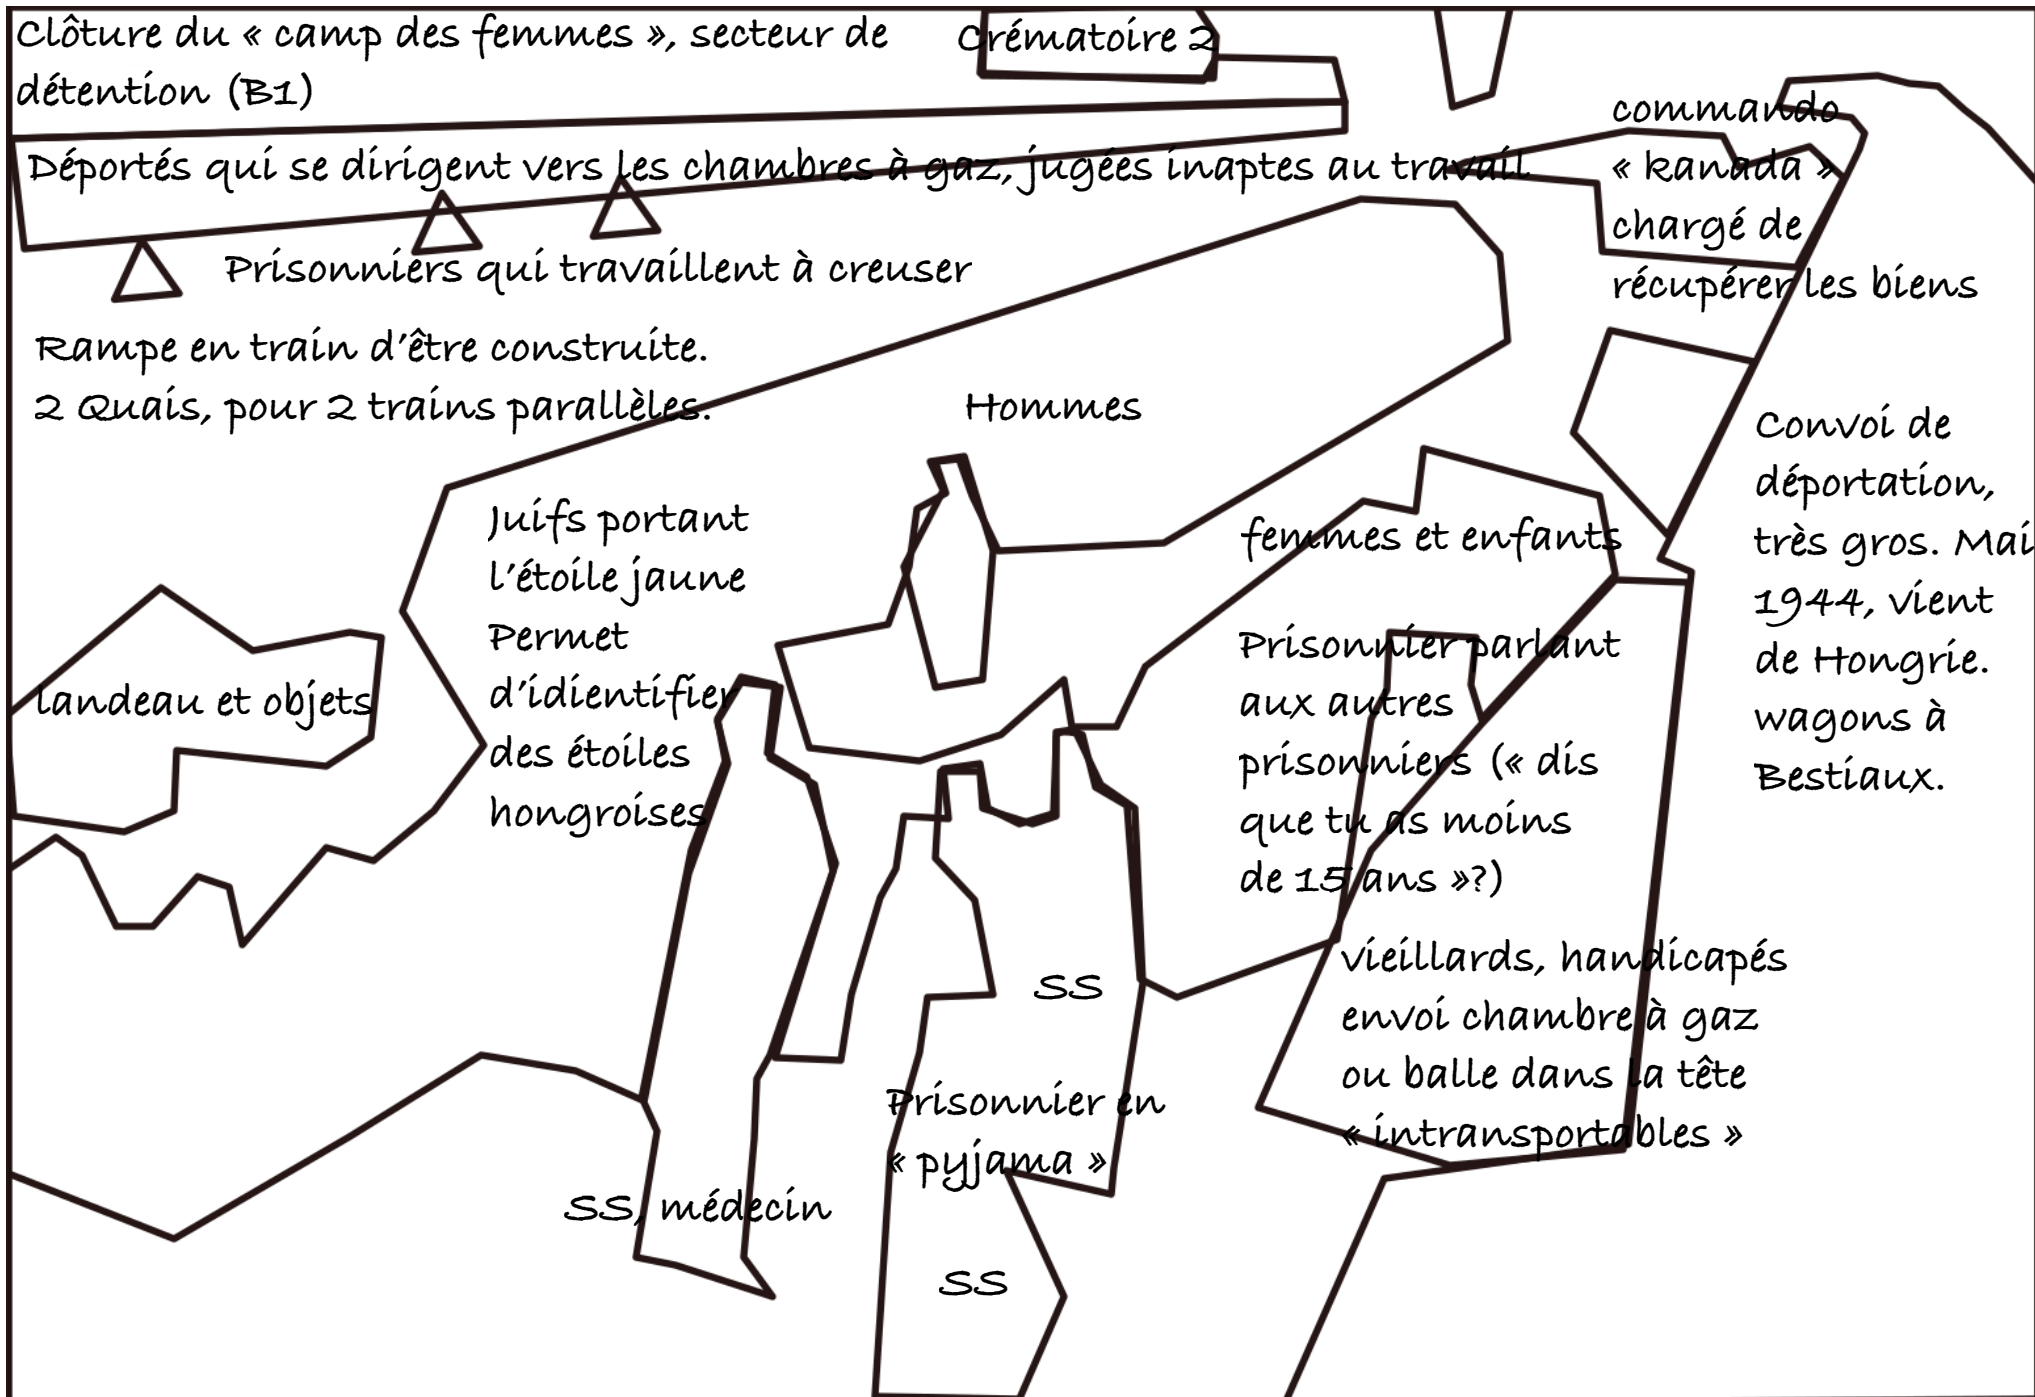 Clôture du « camp des femmes », secteur de
détention (B1)
Crématoire 2
commando
« kanada »
chargé de
récupérer les biens
Déportés qui se dirigent vers les chambres à gaz, jugées inaptes au travail
Prisonniers qui travaillent à creuser
Rampe en train d'être construite.
2 Quais, pour 2 trains parallèles.
Hommes
Convoi de
déportation,
très gros. Mai
1944, vient
de Hongrie.
wagons à
Bestiaux.
Juifs portant
l'étoile jaune
Permet
d'idientifier
des étoiles
hongroises
femmes et enfants
landeau et objets
Prisonnier parlant
aux autres
prisonniers (« dis
que tu as moins
de 15 ans »?)
vieillards, handicapés
envoi chambre à gaz
ou balle dans la tête
« intransportables »
SS
Prisonnier en
« pyjama »
SS, médecin
SS